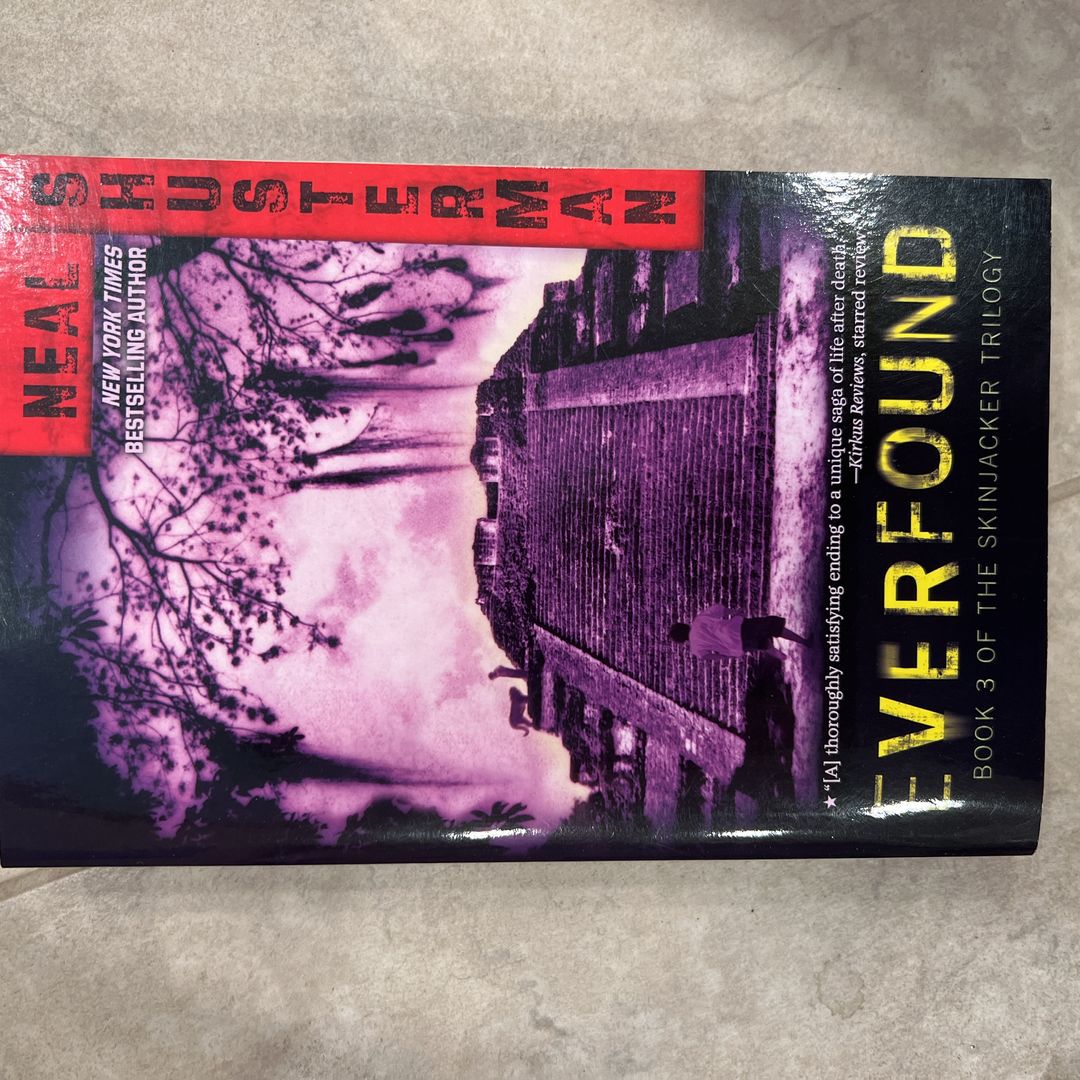 NEAL SHUSTERMAN
NEW YORK TIMES
BESTSELLING AUTHOR
★ "[A] thoroughly satisfying ending to a unique saga of life after death."
—Kirkus Reviews, starred review
EVERFOUND
BOOK 3 OF THE SKINJACKER TRILOGY